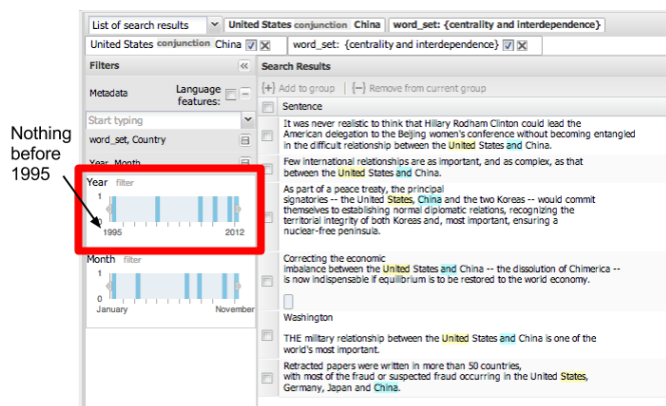 List of search results
United States conjunction China
word_set: {centrality and interdependence}
United States conjunction China
word_set: {centrality and interdependence}
Filters
Search Results
Metadata
Language
features:
{+} Add to group | {−} Remove from current group
Start typing
Sentence
word_set, Country
Year, Month
Nothing
before
1995
Year filter
1
0
1995
2012
Month filter
1
0
January
November
It was never realistic to think that Hillary Rodham Clinton could lead the
American delegation to the Beijing women's conference without becoming entangled
in the difficult relationship between the United States and China.
Few international relationships are as important, and as complex, as that
between the United States and China.
As part of a peace treaty, the principal
signatories -- the United States, China and the two Koreas -- would commit
themselves to establishing normal diplomatic relations, recognizing the
territorial integrity of both Koreas and, most important, ensuring a
nuclear-free peninsula.
Correcting the economic
imbalance between the United States and China -- the dissolution of Chimerica --
is now indispensable if equilibrium is to be restored to the world economy.
Washington
THE military relationship between the United States and China is one of the
world's most important.
Retracted papers were written in more than 50 countries,
with most of the fraud or suspected fraud occurring in the United States,
Germany, Japan and China.